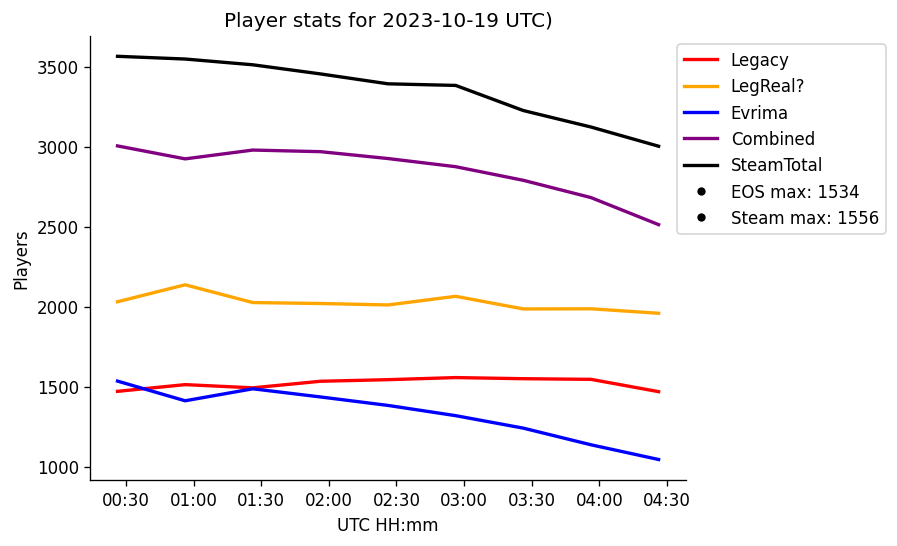 Player stats for 2023-10-19 UTC)
Legacy
LegReal?
Evrima
Combined
SteamTotal
EOS max: 1534
Steam max: 1556
3500
3000
2500
2000
1500
1000
Players
00:30 01:00 01:30 02:00 02:30 03:00 03:30 04:00 04:30
UTC HH:mm